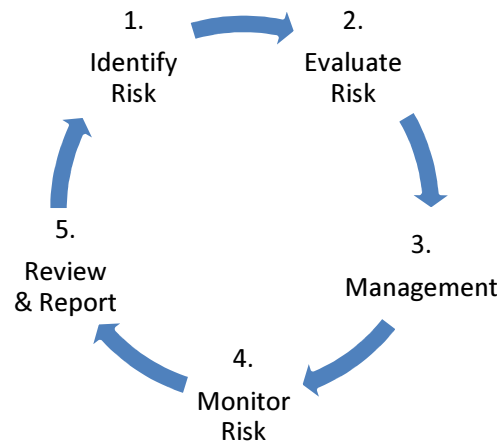 1.
Identify
Risk
2.
Evaluate
Risk
3.
Management
4.
Monitor
Risk
5.
Review
& Report